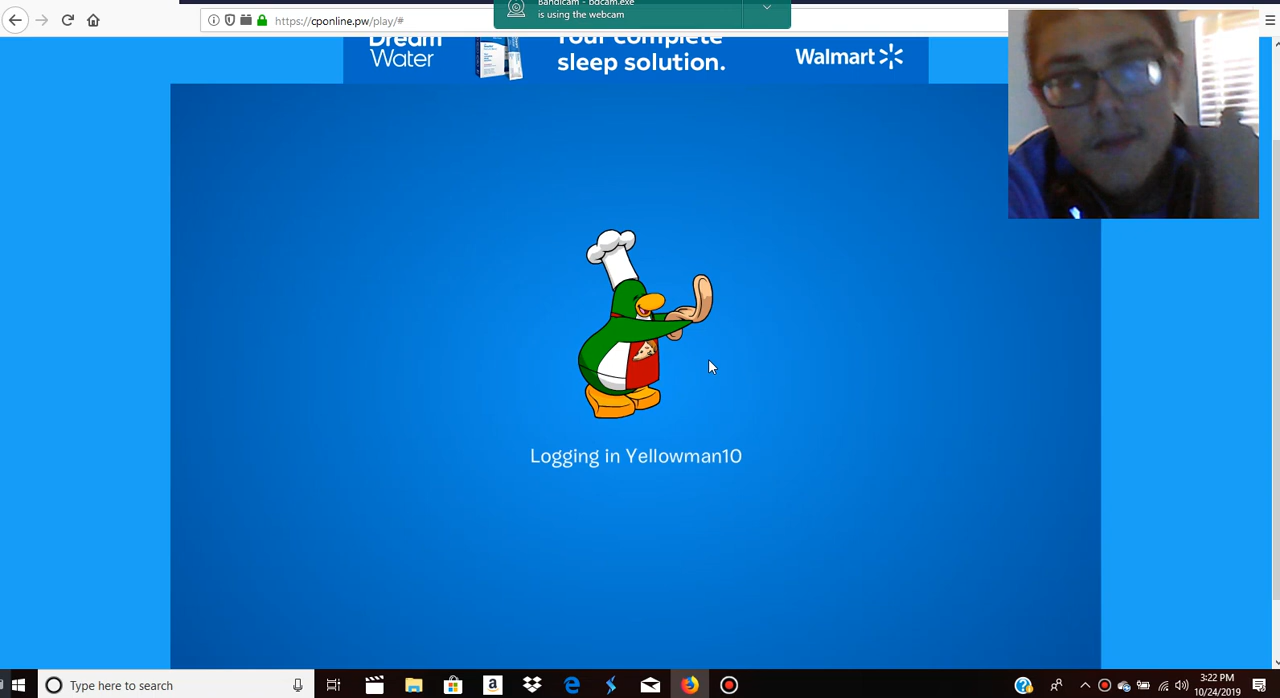 Bandicam - bdcam.exe
is using the webcam
https://cponline.pw/play/#
Dream
Water
Your complete
sleep solution.
Walmart
Logging in Yellowman10
Type here to search
3:22 PM
10/24/2019